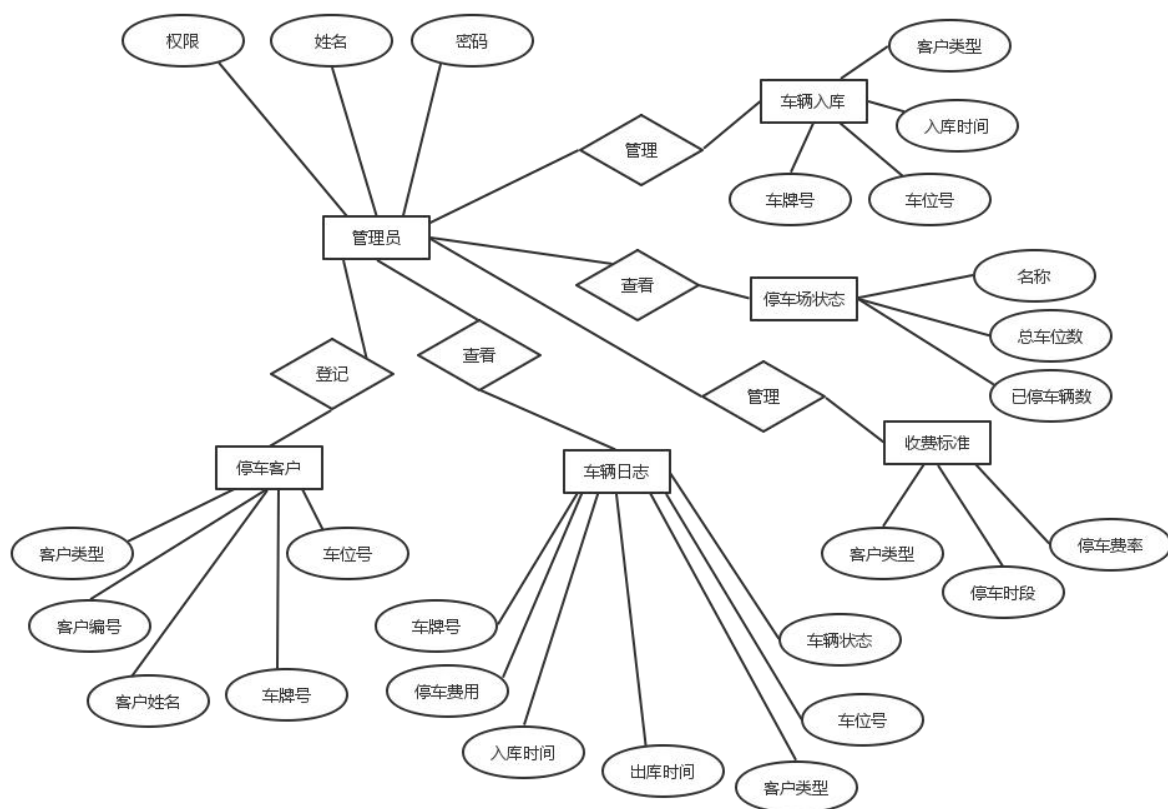 权限
姓名
密码
客户类型
车辆入库
入库时间
管理
车牌号
车位号
管理员
查看
停车场状态
名称
总车位数
已停车辆数
登记
查看
管理
收费标准
停车客户
车辆日志
客户类型
车位号
客户编号
客户姓名
车牌号
客户类型
停车时段
停车费率
车牌号
停车费用
入库时间
出库时间
车辆状态
车位号
客户类型